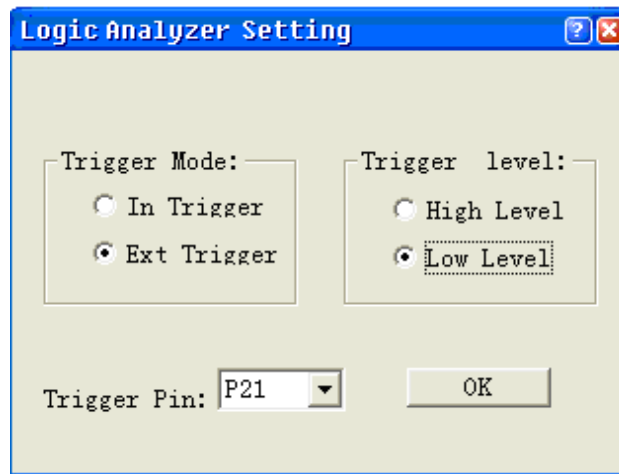 Logic Analyzer Setting
Trigger Mode:
In Trigger
Ext Trigger
Trigger level:
High Level
Low Level
Trigger Pin: P21
OK